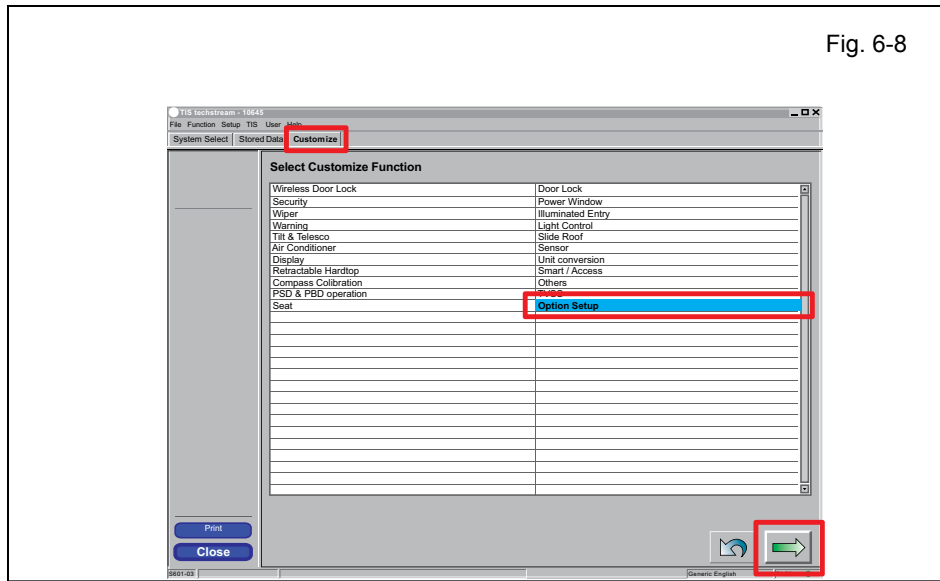 Fig. 6-8
TIS techstream - 10645
File Function Setup TIS User Help
System Select Stored Data Customize
Select Customize Function
Wireless Door Lock Door Lock
Security Power Window
Wiper Illuminated Entry
Warning Light Control
Tilt & Telesco Slide Roof
Air Conditioner Sensor
Display Unit conversion
Retractable Hardtop Smart / Access
Compass Colibration Others
PSD & PBD operation
Seat Option Setup
Print
Close
S601-03 Generic English